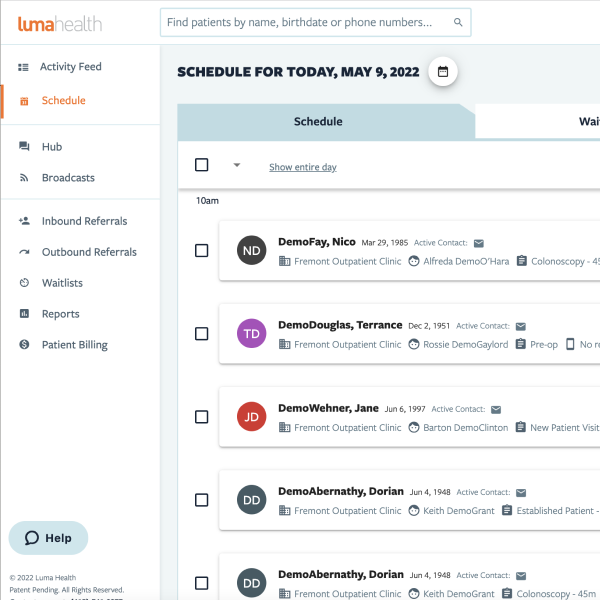 lumahealth
Find patients by name, birthdate or phone numbers...
Activity Feed
Schedule
Hub
Broadcasts
Inbound Referrals
Outbound Referrals
Waitlists
Reports
Patient Billing
Help
© 2022 Luma Health
Patent Pending. All Rights Reserved.
SCHEDULE FOR TODAY, MAY 9, 2022
Schedule
Wai
Show entire day
10am
ND
DemoFay, Nico Mar 29, 1985 Active Contact:
Fremont Outpatient Clinic Alfreda DemoO'Hara Colonoscopy - 45
TD
DemoDouglas, Terrance Dec 2, 1951 Active Contact:
Fremont Outpatient Clinic Rossie DemoGaylord Pre-op No re
JD
DemoWehner, Jane Jun 6, 1997 Active Contact:
Fremont Outpatient Clinic Barton DemoClinton New Patient Visit
DD
DemoAbernathy, Dorian Jun 4, 1948 Active Contact:
Fremont Outpatient Clinic Keith DemoGrant Established Patient -
DD
DemoAbernathy, Dorian Jun 4, 1948 Active Contact:
Fremont Outpatient Clinic Keith DemoGrant Colonoscopy - 45m